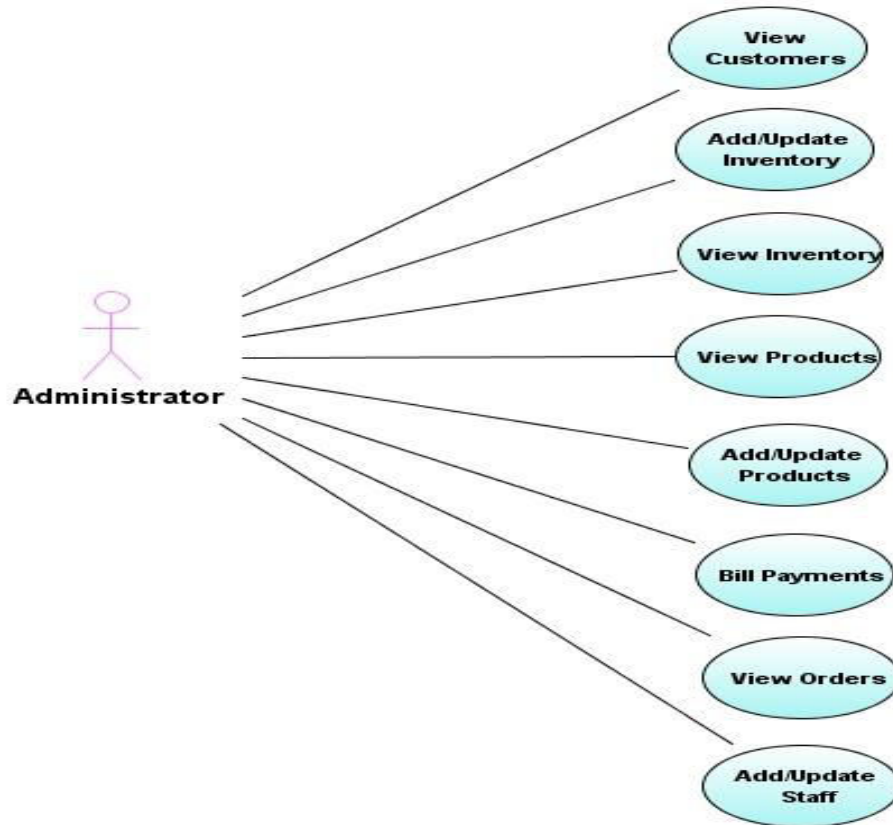 View
Customers
Add/Update
Inventory
View Inventory
View Products
Administrator
Add/Update
Products
Bill Payments
View Orders
Add/Update
Staff